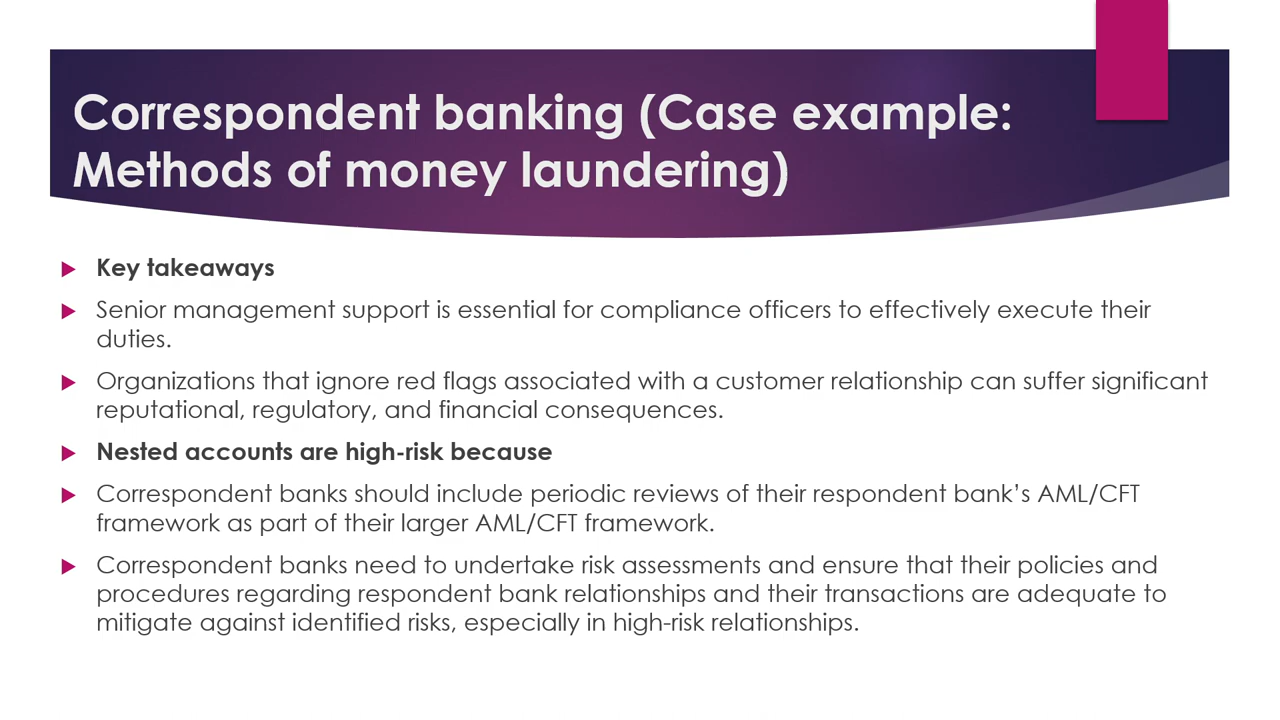 Correspondent banking (Case example:
Methods of money laundering)
Key takeaways
Senior management support is essential for compliance officers to effectively execute their
duties.
Organizations that ignore red flags associated with a customer relationship can suffer significant
reputational, regulatory, and financial consequences.
Nested accounts are high-risk because
Correspondent banks should include periodic reviews of their respondent bank’s AML/CFT
framework as part of their larger AML/CFT framework.
Correspondent banks need to undertake risk assessments and ensure that their policies and
procedures regarding respondent bank relationships and their transactions are adequate to
mitigate against identified risks, especially in high-risk relationships.